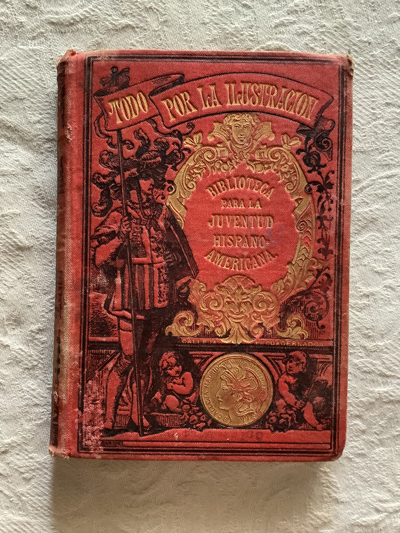 TODO POR LA ILUSTRACION
BIBLIOTECA
PARA LA
JUVENTUD
HISPANO-
AMERICANA.